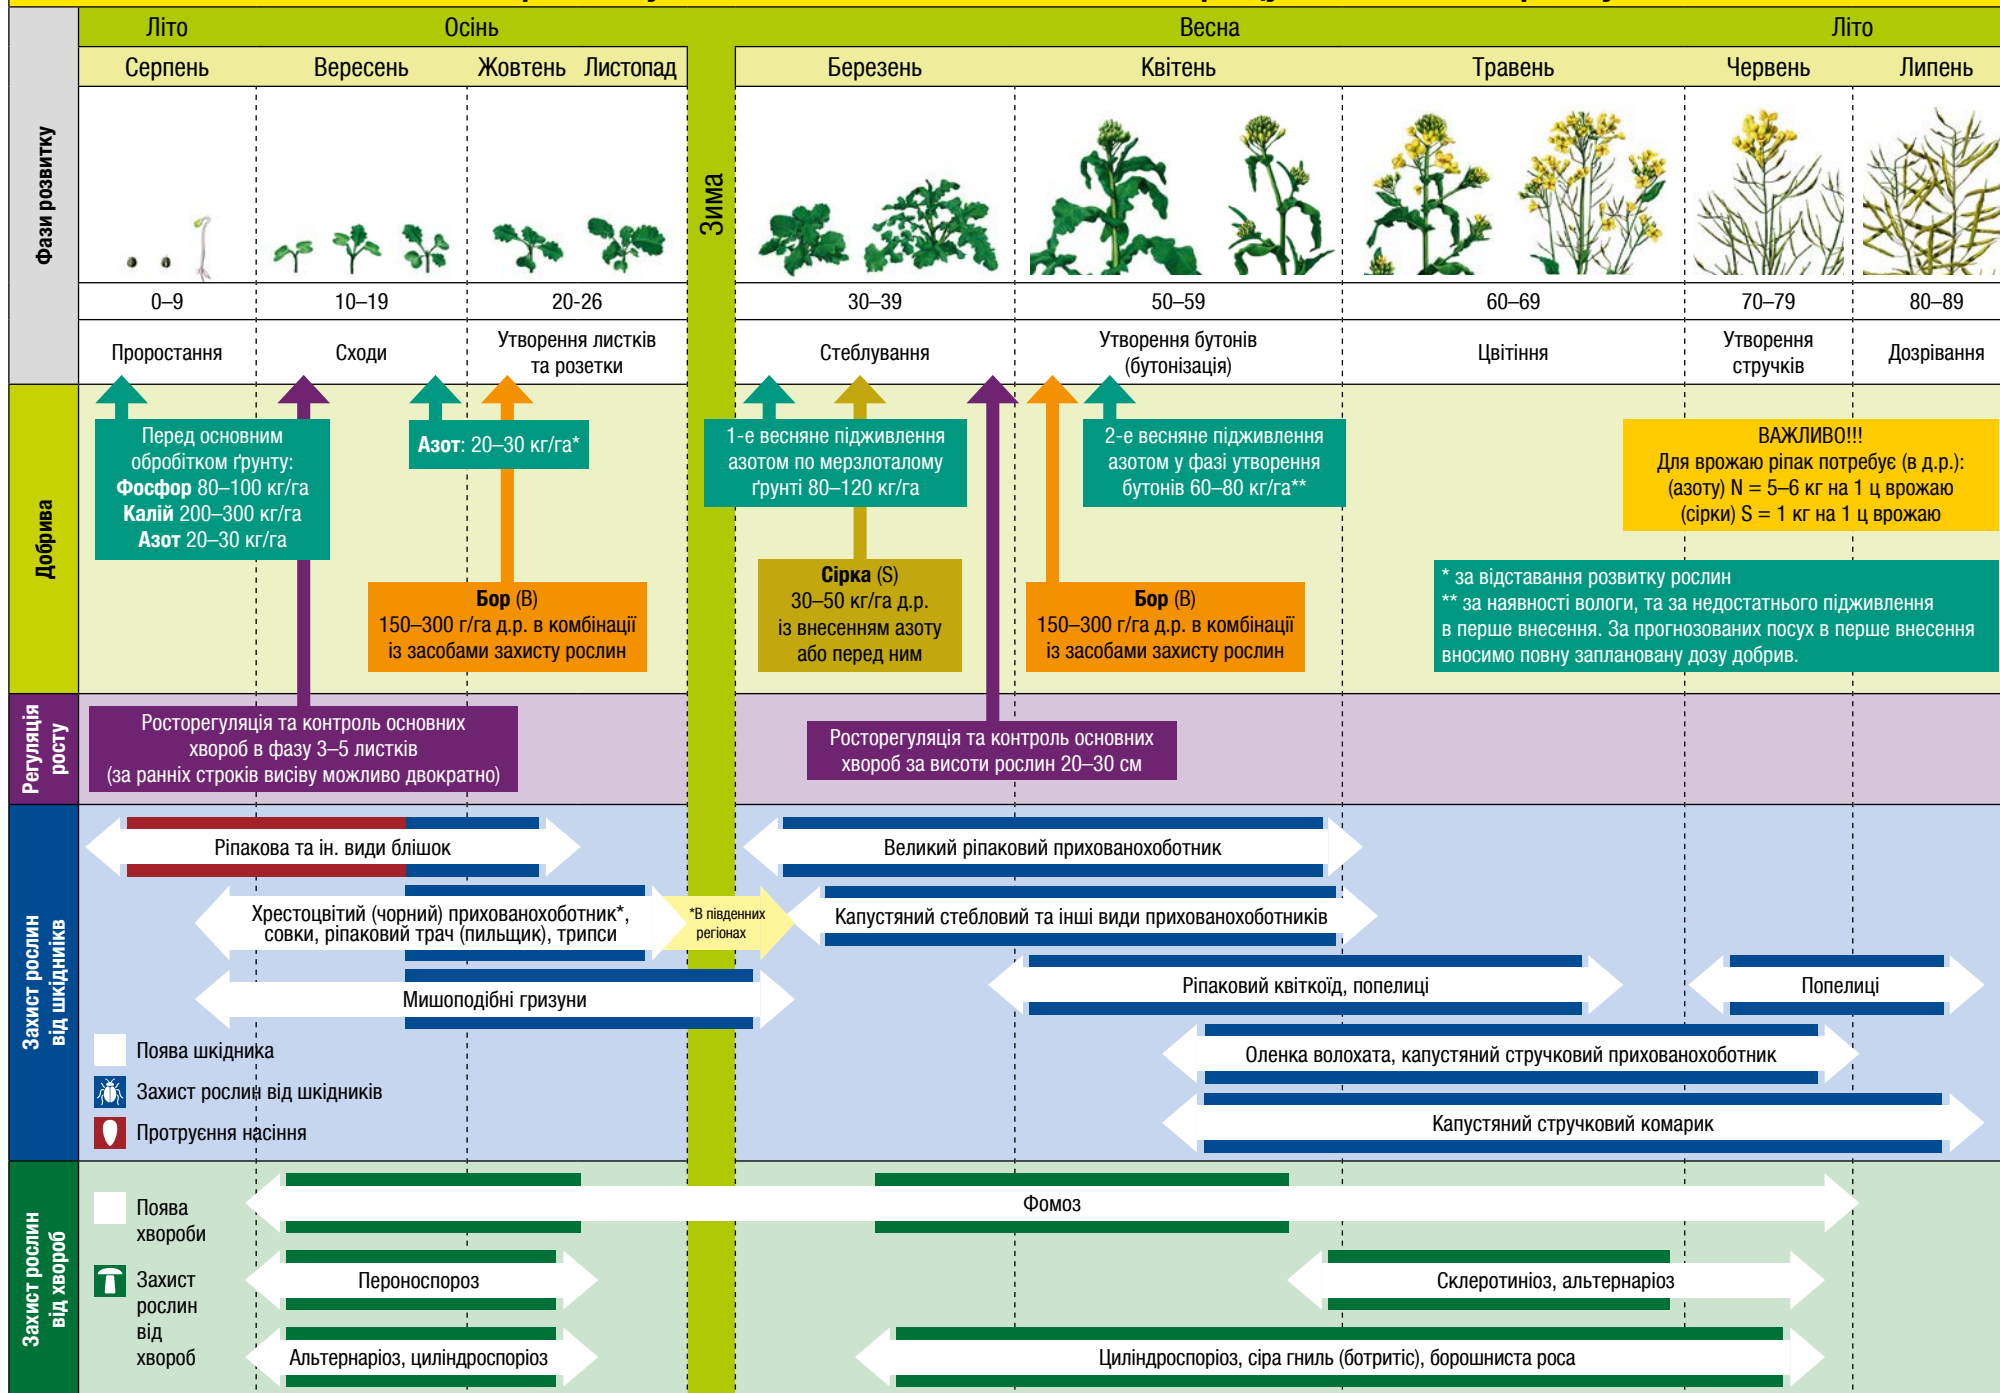 Літо
Осінь
Весна
Літо
Серпень
Вересень
Жовтень
Листопад
Березень
Квітень
Травень
Червень
Липень
Фази розвитку
Зима
0–9
10–19
20-26
30–39
50–59
60–69
70–79
80–89
Проростання
Сходи
Утворення листків
та розетки
Стеблування
Утворення бутонів
(бутонізація)
Цвітіння
Утворення
стручків
Дозрівання
Добрива
Перед основним
обробітком ґрунту:
Фосфор 80–100 кг/га
Калій 200–300 кг/га
Азот 20–30 кг/га
Азот: 20–30 кг/га*
Бор (B)
150–300 г/га д.р. в комбінації
із засобами захисту рослин
1-е весняне підживлення
азотом по мерзлоталому
ґрунті 80–120 кг/га
Сірка (S)
30–50 кг/га д.р.
із внесенням азоту
або перед ним
2-е весняне підживлення
азотом у фазі утворення
бутонів 60–80 кг/га**
Бор (B)
150–300 г/га д.р. в комбінації
із засобами захисту рослин
ВАЖЛИВО!!!
Для врожаю ріпак потребує (в д.р.):
(азоту) N = 5–6 кг на 1 ц врожаю
(сірки) S = 1 кг на 1 ц врожаю
* за відставання розвитку рослин
** за наявності вологи, та за недостатнього підживлення
в перше внесення. За прогнозованих посух в перше внесення
вносимо повну заплановану дозу добрив.
Регуляція
росту
Росторегуляція та контроль основних
хвороб в фазу 3–5 листків
(за ранніх строків висіву можливо двократно)
Росторегуляція та контроль основних
хвороб за висоти рослин 20–30 см
Захист рослин
від шкідниікв
Ріпакова та ін. види блішок
Великий ріпаковий прихованохоботник
Хрестоцвітий (чорний) прихованохоботник*,
совки, ріпаковий трач (пильщик), трипси
*В південних
регіонах
Капустяний стебловий та інші види прихованохоботників
Мишоподібні гризуни
Ріпаковий квіткоїд, попелиці
Попелиці
Оленка волохата, капустяний стручковий прихованохоботник
Капустяний стручковий комарик
Поява шкідника
Захист рослин від шкідників
Протруєння насіння
Захист рослин
від хвороб
Поява
хвороби
Захист
рослин
від
хвороб
Фомоз
Пероноспороз
Склеротиніоз, альтернаріоз
Альтернаріоз, циліндроспоріоз
Циліндроспоріоз, сіра гниль (ботритіс), борошниста роса